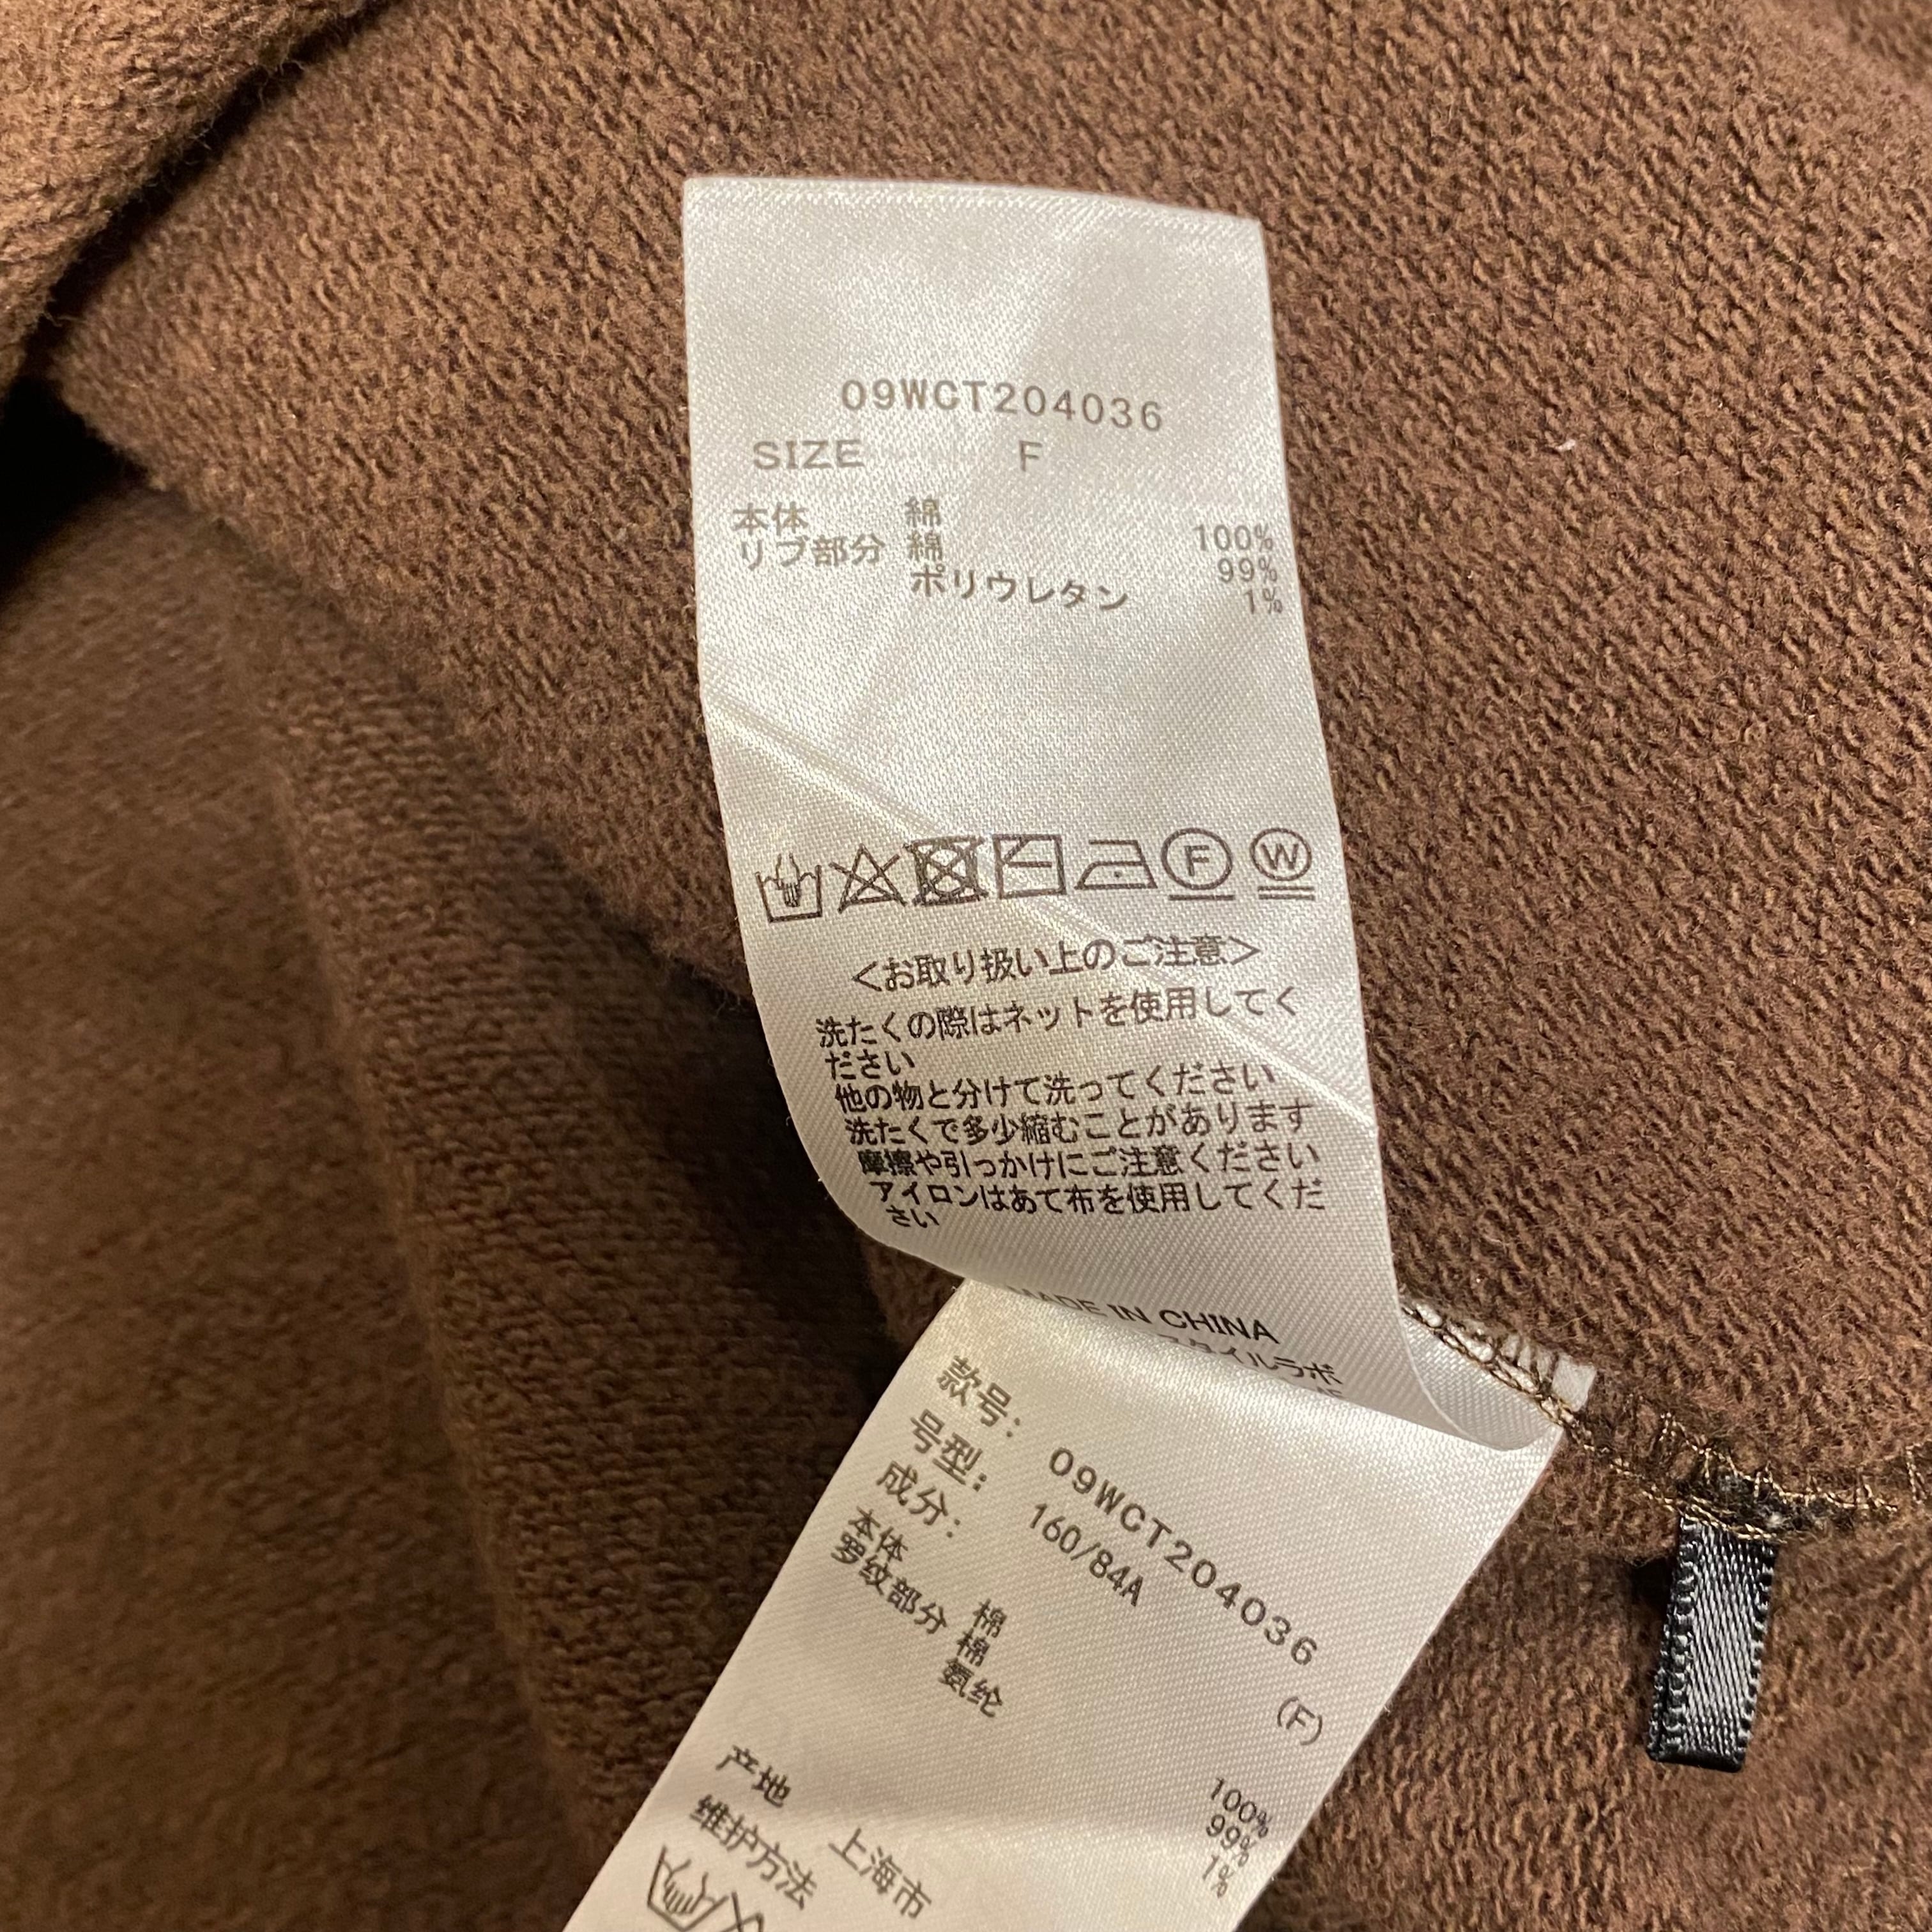 09WCT204036
SIZE F
本体 綿 100%
リブ部分 綿 99%
ポリウレタン 1%
F W
<お取り扱い上のご注意>
洗たくの際はネットを使用してく
ださい
他の物と分けて洗ってください
洗たくで多少縮むことがあります
摩擦や引っかけにご注意ください
アイロンはあて布を使用してくだ
さい
MADE IN CHINA
スタイルラボ
款号: 09WCT204036
号型: 160/84A (F)
成分:
本体 棉 100%
罗纹部分 棉 99%
氨纶 1%
产地 上海市
维护方法